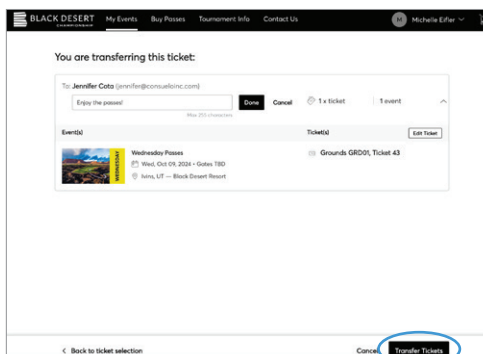 BLACK DESERT My Events Buy Passes Tournament Info Contact Us M Michelle Eifler
CHAMPIONSHIP
You are transferring this ticket:
To: Jennifer Cota (jennifer@consueloinc.com)
Enjoy the passes! Done Cancel 1 x ticket 1 event
Max 255 characters
Event(s) Ticket(s) Edit Ticket
WEDNESDAY
Wednesday Passes Grounds GRD01, Ticket 43
Wed, Oct 09, 2024 • Gates TBD
Ivins, UT — Black Desert Resort
Back to ticket selection Cancel Transfer Tickets